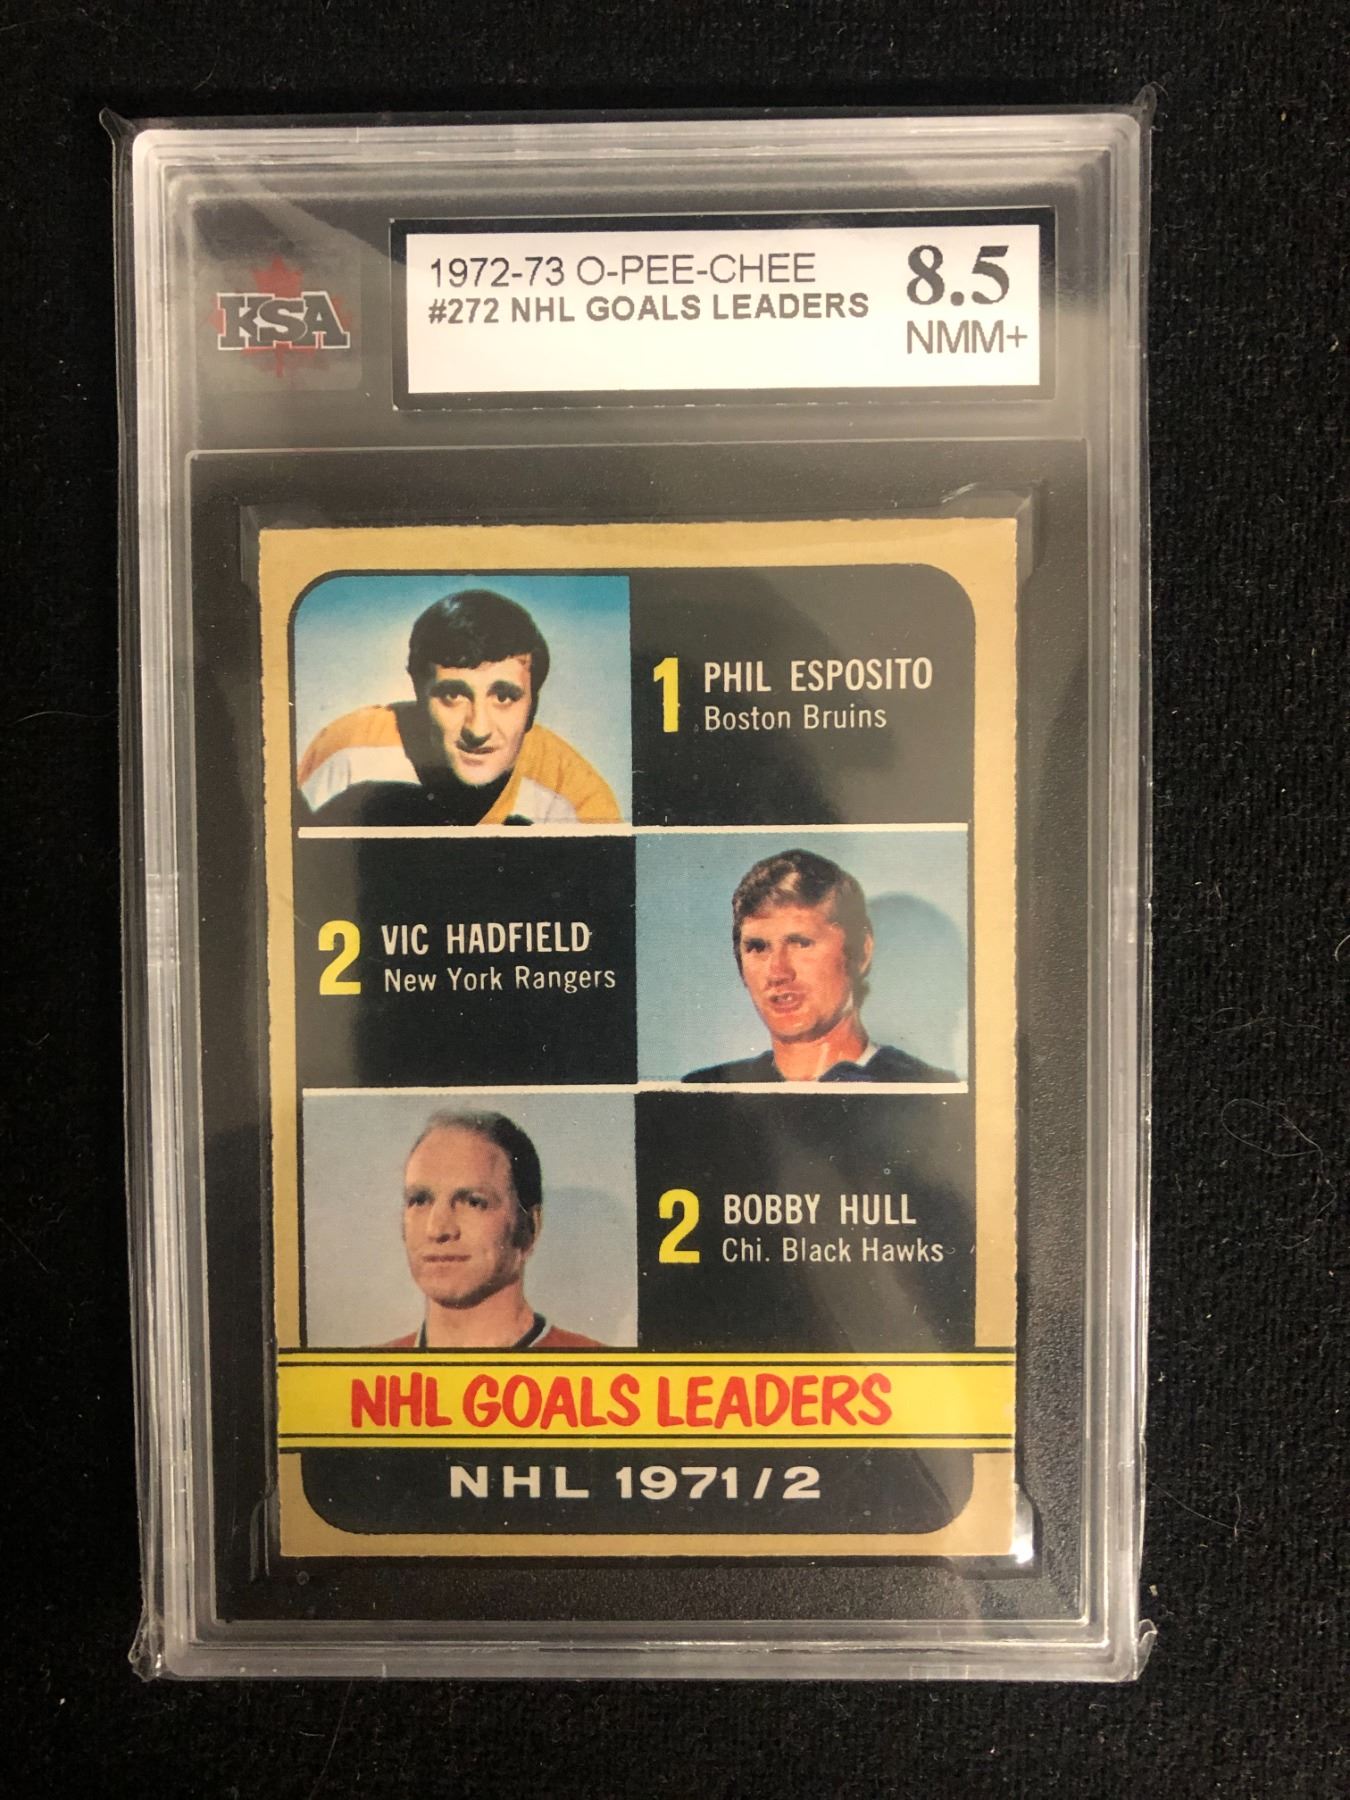 KSA
1972-73 O-PEE-CHEE
#272 NHL GOALS LEADERS
8.5
NMM+
1 PHIL ESPOSITO
Boston Bruins
2 VIC HADFIELD
New York Rangers
2 BOBBY HULL
Chi. Black Hawks
NHL GOALS LEADERS
NHL 1971/2